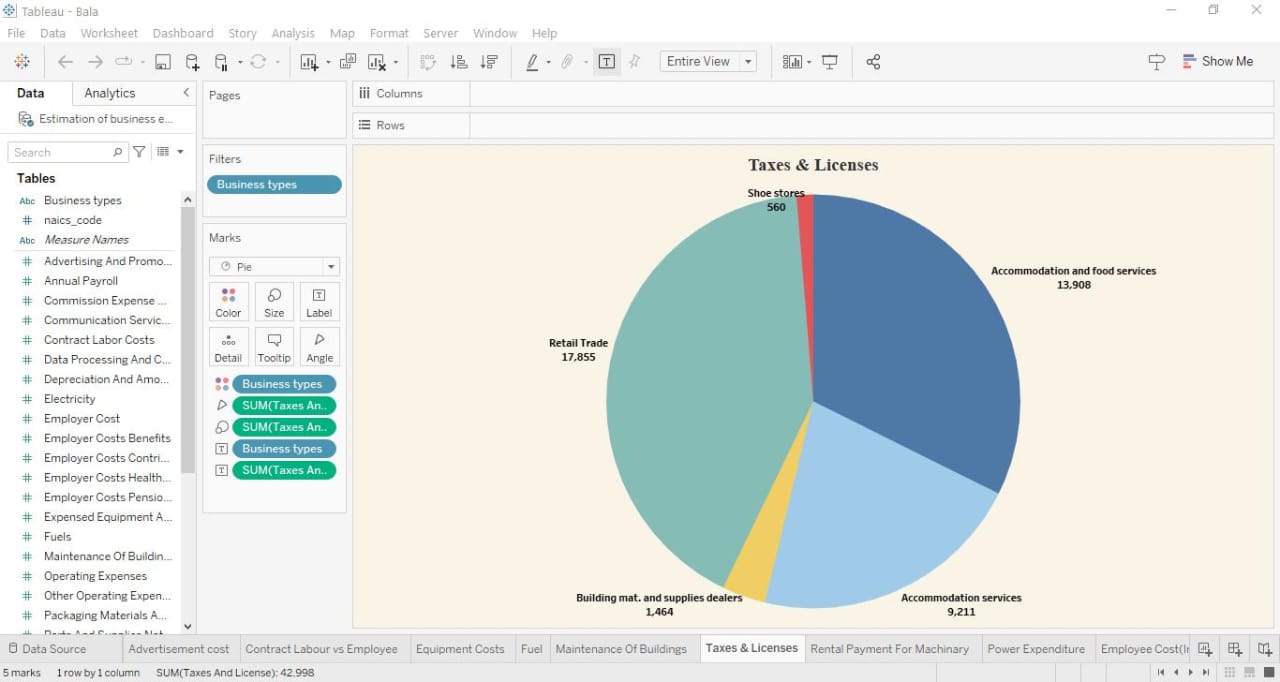 Tableau - Bala
File Data Worksheet Dashboard Story Analysis Map Format Server Window Help
Entire View
Show Me
Data Analytics
Estimation of business e...
Search
Tables
Abc Business types
# naics_code
Abc Measure Names
# Advertising And Promo...
# Annual Payroll
# Commission Expense ...
# Communication Servic...
# Contract Labor Costs
# Data Processing And C...
# Depreciation And Amo...
# Electricity
# Employer Cost
# Employer Costs Benefits
# Employer Costs Contri...
# Employer Costs Health...
# Employer Costs Pensio...
# Expensed Equipment A...
# Fuels
# Maintenance Of Buildin...
# Operating Expenses
# Other Operating Expen...
# Packaging Materials A...
Pages
Filters
Business types
Marks
Pie
Color Size Label
Detail Tooltip Angle
Business types
SUM(Taxes An..
SUM(Taxes An..
Business types
SUM(Taxes An..
Columns
Rows
Taxes & Licenses
Shoe stores
560
Accommodation and food services
13,908
Retail Trade
17,855
Building mat. and supplies dealers
1,464
Accommodation services
9,211
Data Source Advertisement cost Contract Labour vs Employee Equipment Costs Fuel Maintenance Of Buildings Taxes & Licenses Rental Payment For Machinary Power Expenditure Employee Cost(In
5 marks 1 row by 1 column SUM(Taxes And License): 42,998